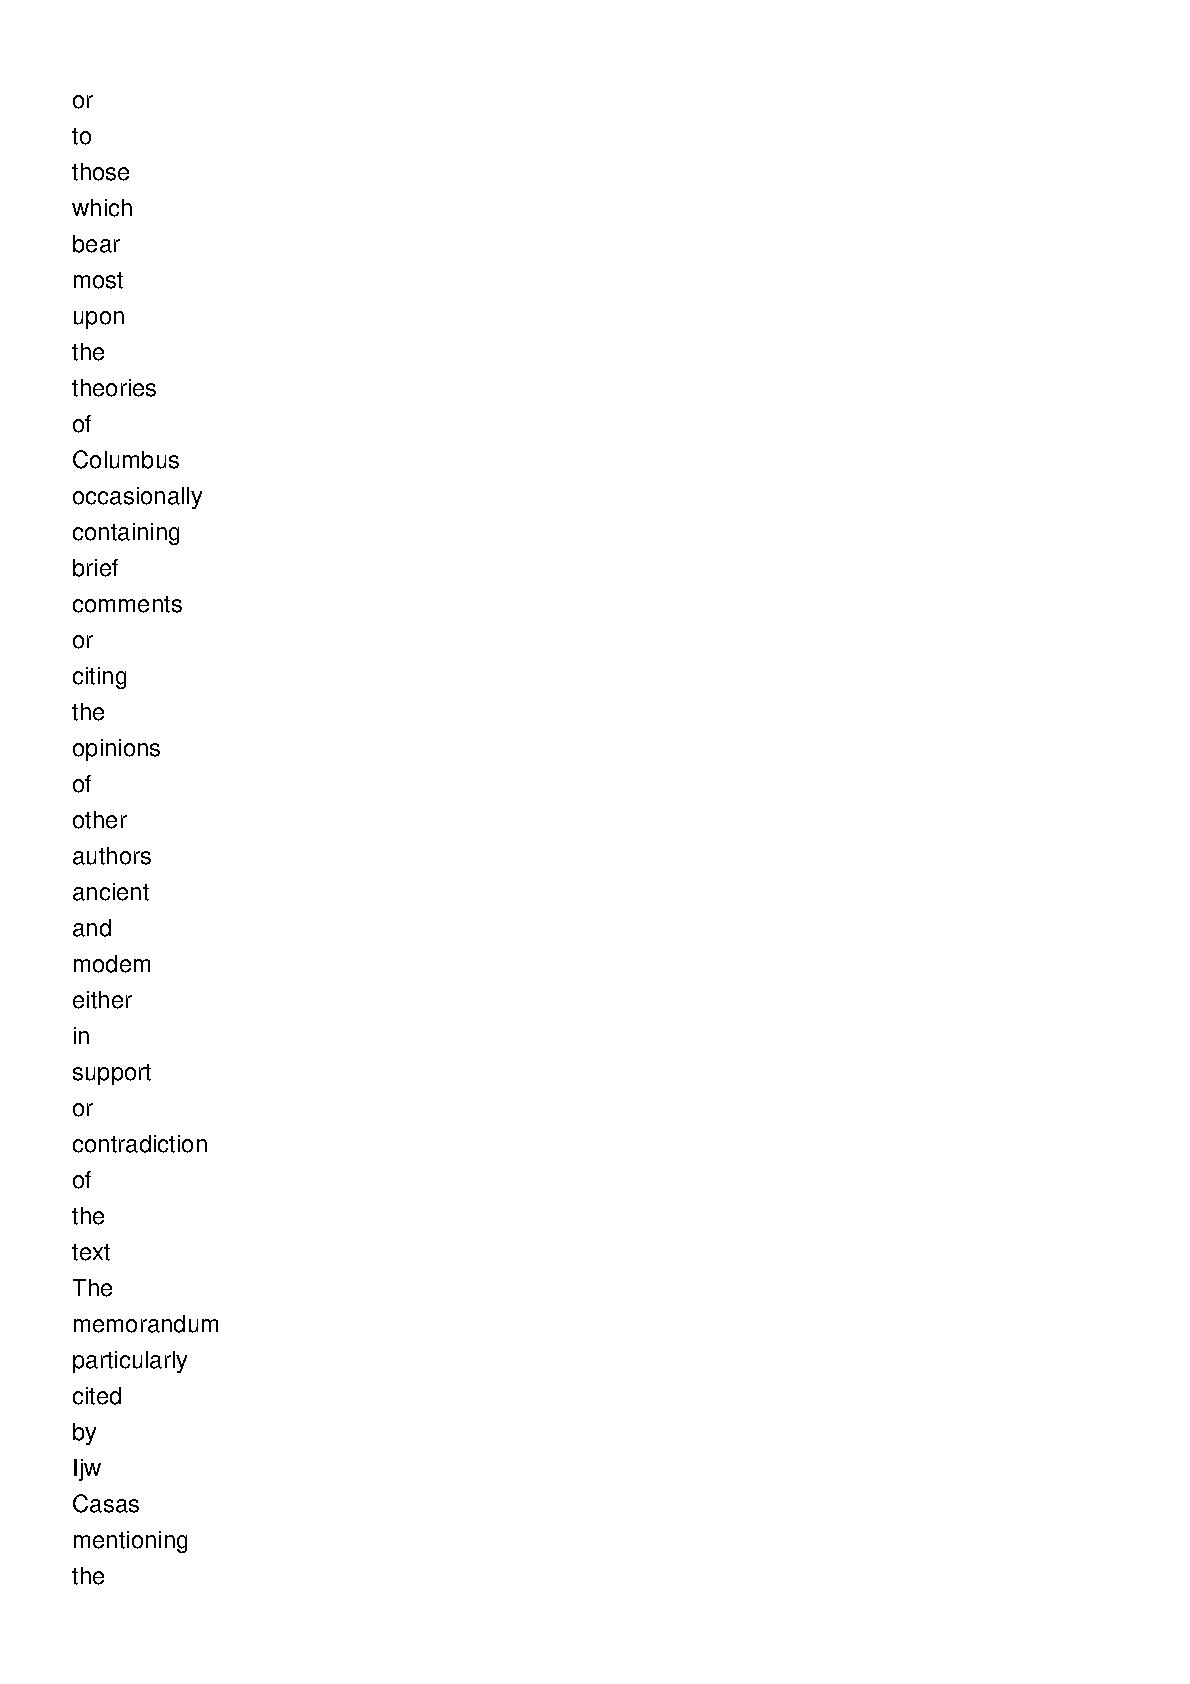 or
to
those
which
bear
most
upon
the
theories
of
Columbus
occasionally
containing
brief
comments
or
citing
the
opinions
of
other
authors
ancient
and
modem
either
in
support
or
contradiction
of
the
text
The
memorandum
particularly
cited
by
Ijw
Casas
mentioning
the